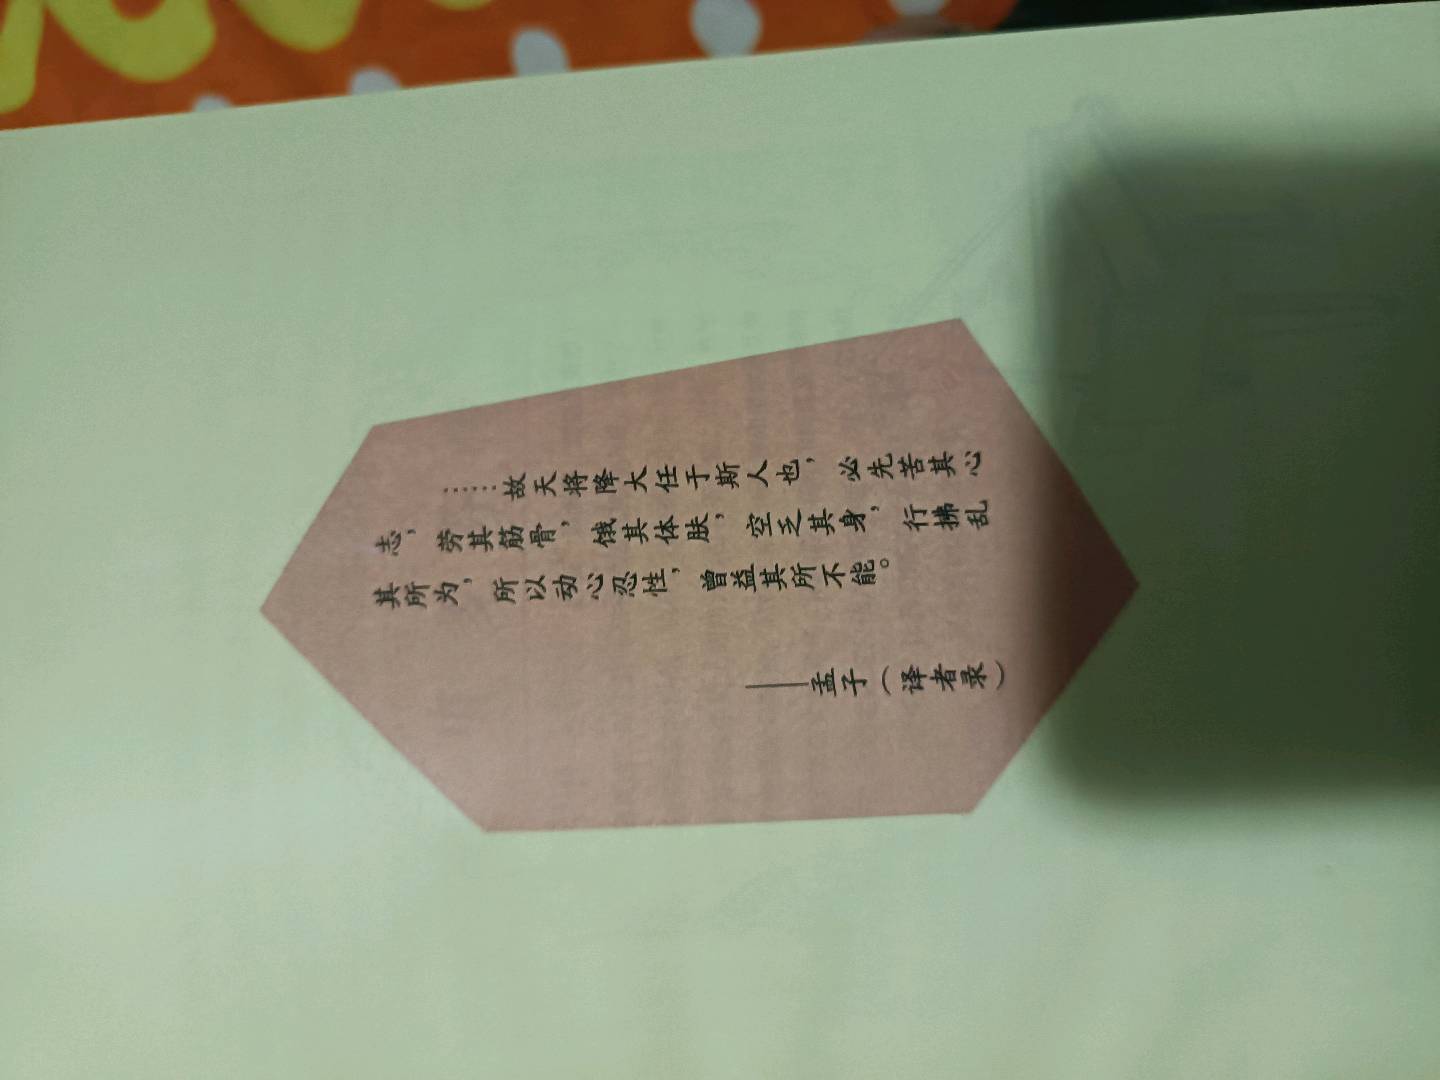 ……故天将降大任于斯人也，必先苦其心
志，劳其筋骨，饿其体肤，空乏其身，行拂乱
其所为，所以动心忍性，曾益其所不能。
——孟子（译者录）